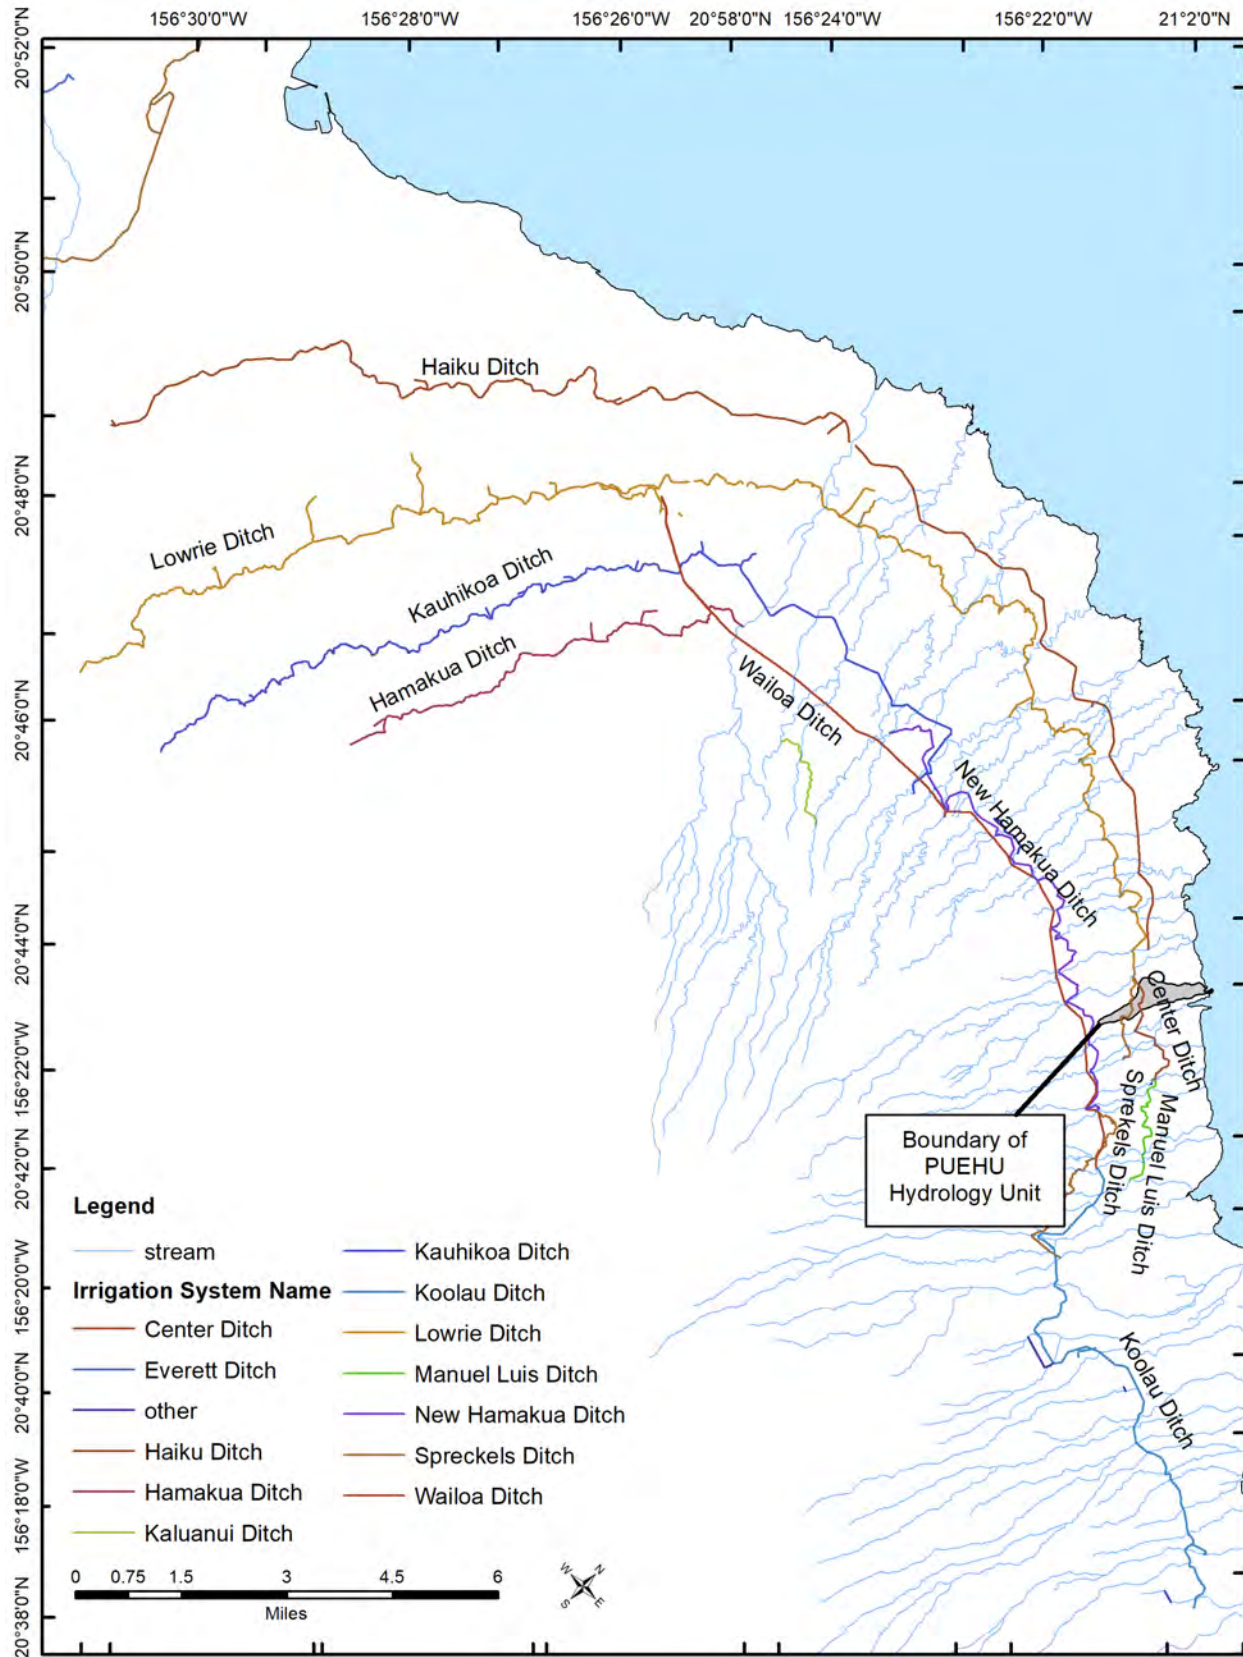 156°30'0"W 156°28'0"W 156°26'0"W 20°58'0"N 156°24'0"W 156°22'0"W 21°2'0"N
20°52'0"N
20°50'0"N
20°48'0"N
20°46'0"N
20°44'0"N
156°22'0"W
20°42'0"N
156°20'0"W
20°40'0"N
156°18'0"W
20°38'0"N
Haiku Ditch
Lowrie Ditch
Kauhikoa Ditch
Hamakua Ditch
Wailoa Ditch
New Hamakua Ditch
Center Ditch
Sprekels Ditch
Manuel Luis Ditch
Koolau Ditch
Boundary of
PUEHU
Hydrology Unit
Legend
stream
Irrigation System Name
Center Ditch
Everett Ditch
other
Haiku Ditch
Hamakua Ditch
Kaluanui Ditch
Kauhikoa Ditch
Koolau Ditch
Lowrie Ditch
Manuel Luis Ditch
New Hamakua Ditch
Spreckels Ditch
Wailoa Ditch
0 0.75 1.5 3 4.5 6
Miles
N
W
E
S